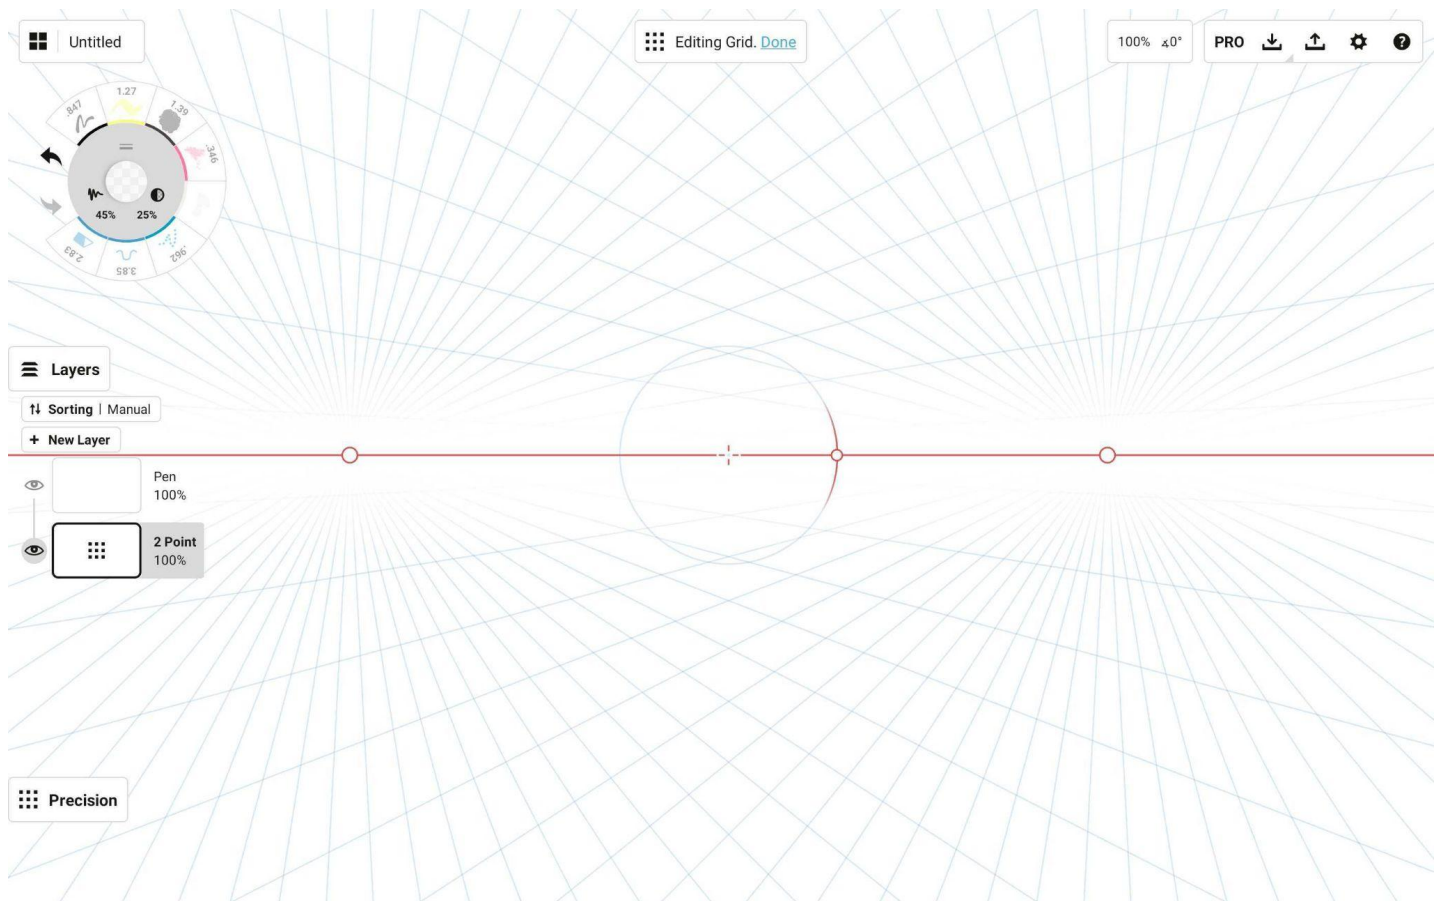 Untitled
Editing Grid. Done
100% ∡0°
PRO
.847
1.27
1.39
.346
45%
25%
2.83
3.85
.962
Layers
Sorting | Manual
+ New Layer
Pen
100%
2 Point
100%
Precision